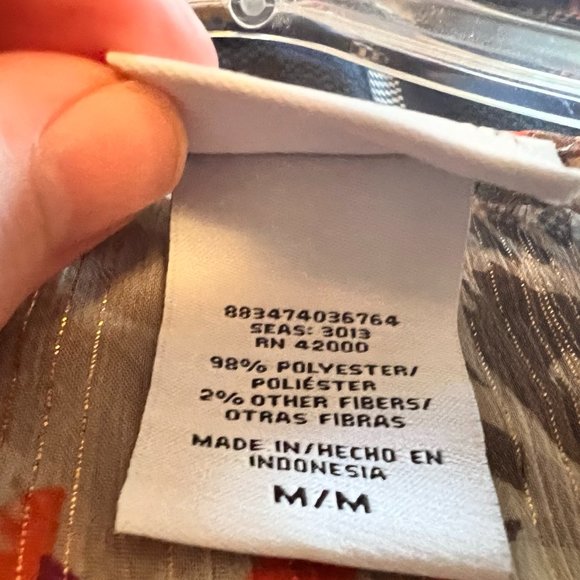 883474036764
SEAS: 3013
RN 42000
98% POLYESTER/
POLIÉSTER
2% OTHER FIBERS/
OTRAS FIBRAS
MADE IN/HECHO EN
INDONESIA
M/M